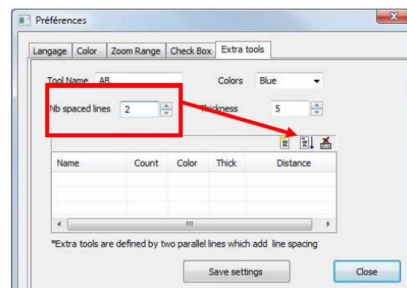 Préférences
Langage Color Zoom Range Check Box Extra tools
Tool Name AB Colors Blue
Nb spaced lines 2 Thickness 5
Name Count Color Thick Distance
"Extra tools are defined by two parallel lines which add line spacing
Save settings Close